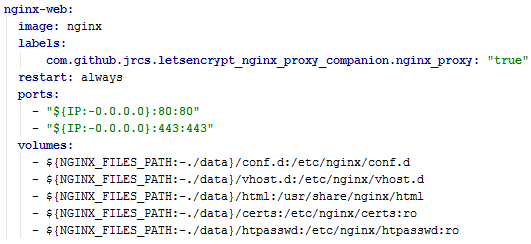 nginx-web:
image: nginx
labels:
com.github.jrcs.letsencrypt_nginx_proxy_companion.nginx_proxy: "true"
restart: always
ports:
- "${IP:-0.0.0.0}:80:80"
- "${IP:-0.0.0.0}:443:443"
volumes:
- ${NGINX_FILES_PATH:-./data}/conf.d:/etc/nginx/conf.d
- ${NGINX_FILES_PATH:-./data}/vhost.d:/etc/nginx/vhost.d
- ${NGINX_FILES_PATH:-./data}/html:/usr/share/nginx/html
- ${NGINX_FILES_PATH:-./data}/certs:/etc/nginx/certs:ro
- ${NGINX_FILES_PATH:-./data}/htpasswd:/etc/nginx/htpasswd:ro